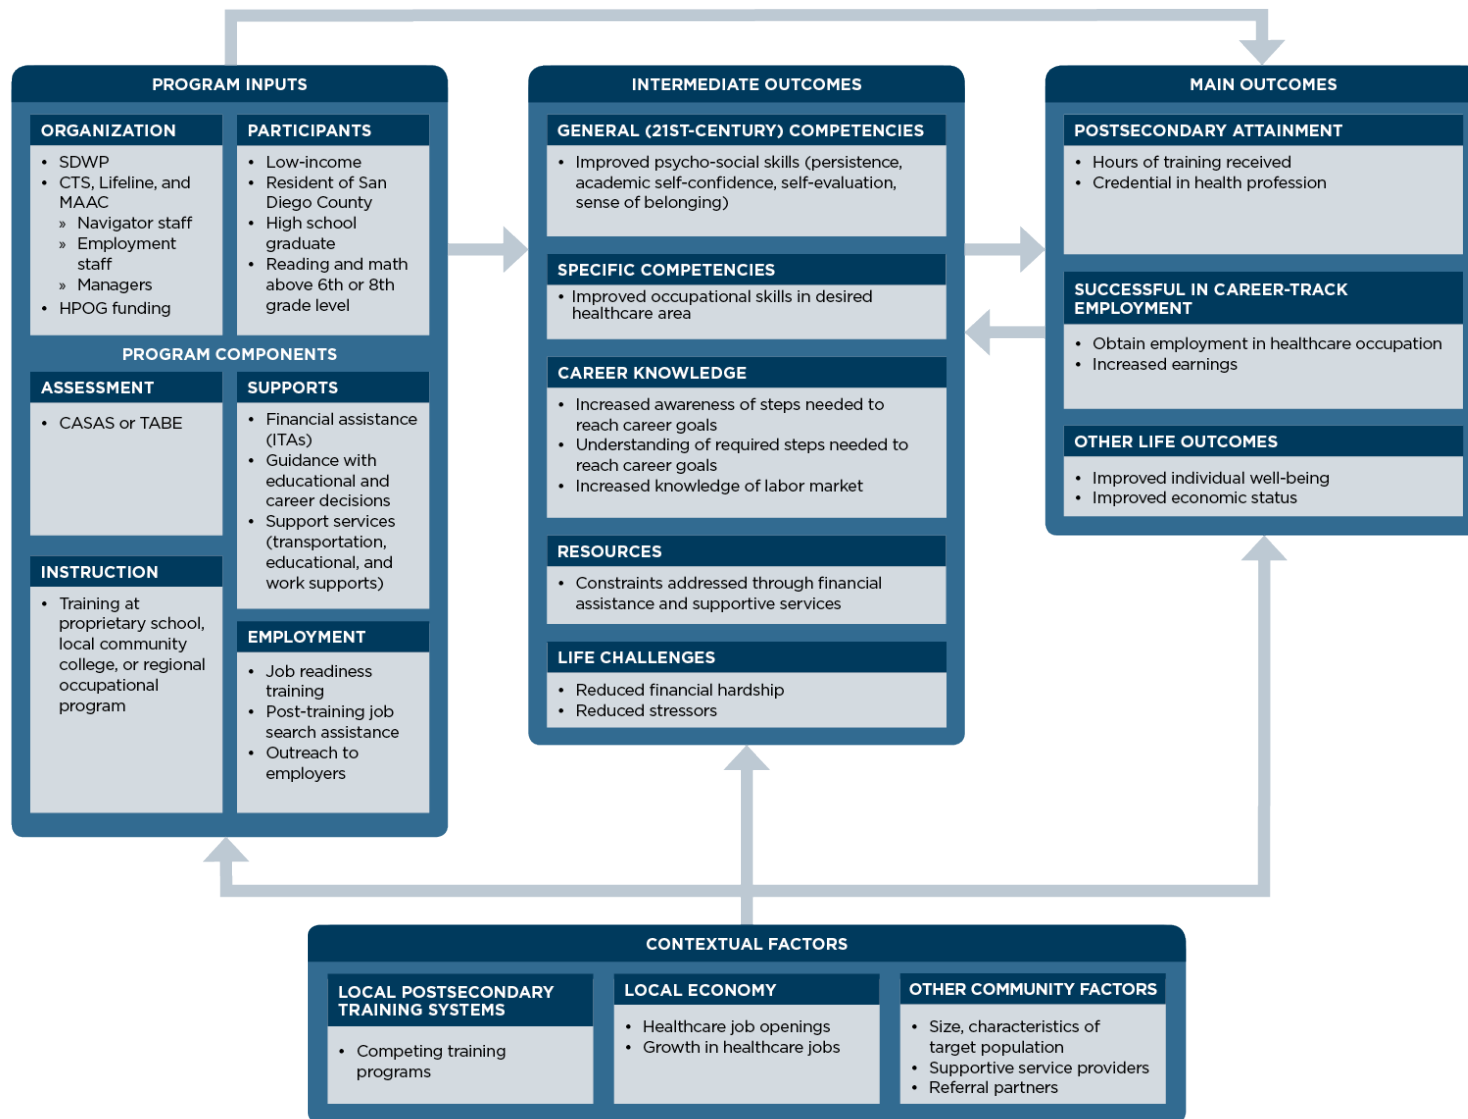 PROGRAM INPUTS
ORGANIZATION
• SDWP
• CTS, Lifeline, and
MAAC
» Navigator staff
» Employment
staff
» Managers
• HPOG funding
PARTICIPANTS
• Low-income
• Resident of San
Diego County
• High school
graduate
• Reading and math
above 6th or 8th
grade level
PROGRAM COMPONENTS
ASSESSMENT
• CASAS or TABE
SUPPORTS
• Financial assistance
(ITAs)
• Guidance with
educational and
career decisions
• Support services
(transportation,
educational, and
work supports)
INSTRUCTION
• Training at
proprietary school,
local community
college, or regional
occupational
program
EMPLOYMENT
• Job readiness
training
• Post-training job
search assistance
• Outreach to
employers
INTERMEDIATE OUTCOMES
GENERAL (21ST-CENTURY) COMPETENCIES
• Improved psycho-social skills (persistence,
academic self-confidence, self-evaluation,
sense of belonging)
SPECIFIC COMPETENCIES
• Improved occupational skills in desired
healthcare area
CAREER KNOWLEDGE
• Increased awareness of steps needed to
reach career goals
• Understanding of required steps needed to
reach career goals
• Increased knowledge of labor market
RESOURCES
• Constraints addressed through financial
assistance and supportive services
LIFE CHALLENGES
• Reduced financial hardship
• Reduced stressors
MAIN OUTCOMES
POSTSECONDARY ATTAINMENT
• Hours of training received
• Credential in health profession
SUCCESSFUL IN CAREER-TRACK
EMPLOYMENT
• Obtain employment in healthcare occupation
• Increased earnings
OTHER LIFE OUTCOMES
• Improved individual well-being
• Improved economic status
CONTEXTUAL FACTORS
LOCAL POSTSECONDARY
TRAINING SYSTEMS
• Competing training
programs
LOCAL ECONOMY
• Healthcare job openings
• Growth in healthcare jobs
OTHER COMMUNITY FACTORS
• Size, characteristics of
target population
• Supportive service providers
• Referral partners